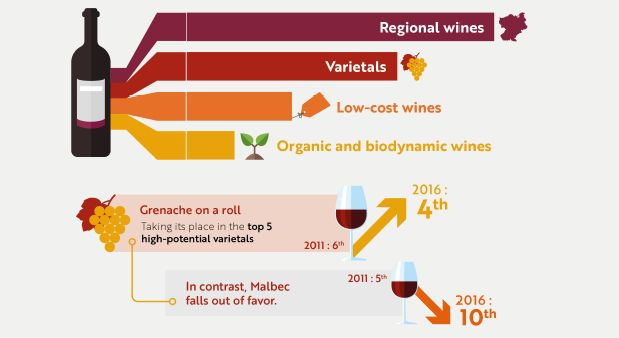 Regional wines
Varietals
Low-cost wines
Organic and biodynamic wines
Grenache on a roll
Taking its place in the top 5
high-potential varietals
2011 : 6th
2016 :
4th
In contrast, Malbec
falls out of favor.
2011 : 5th
2016 :
10th